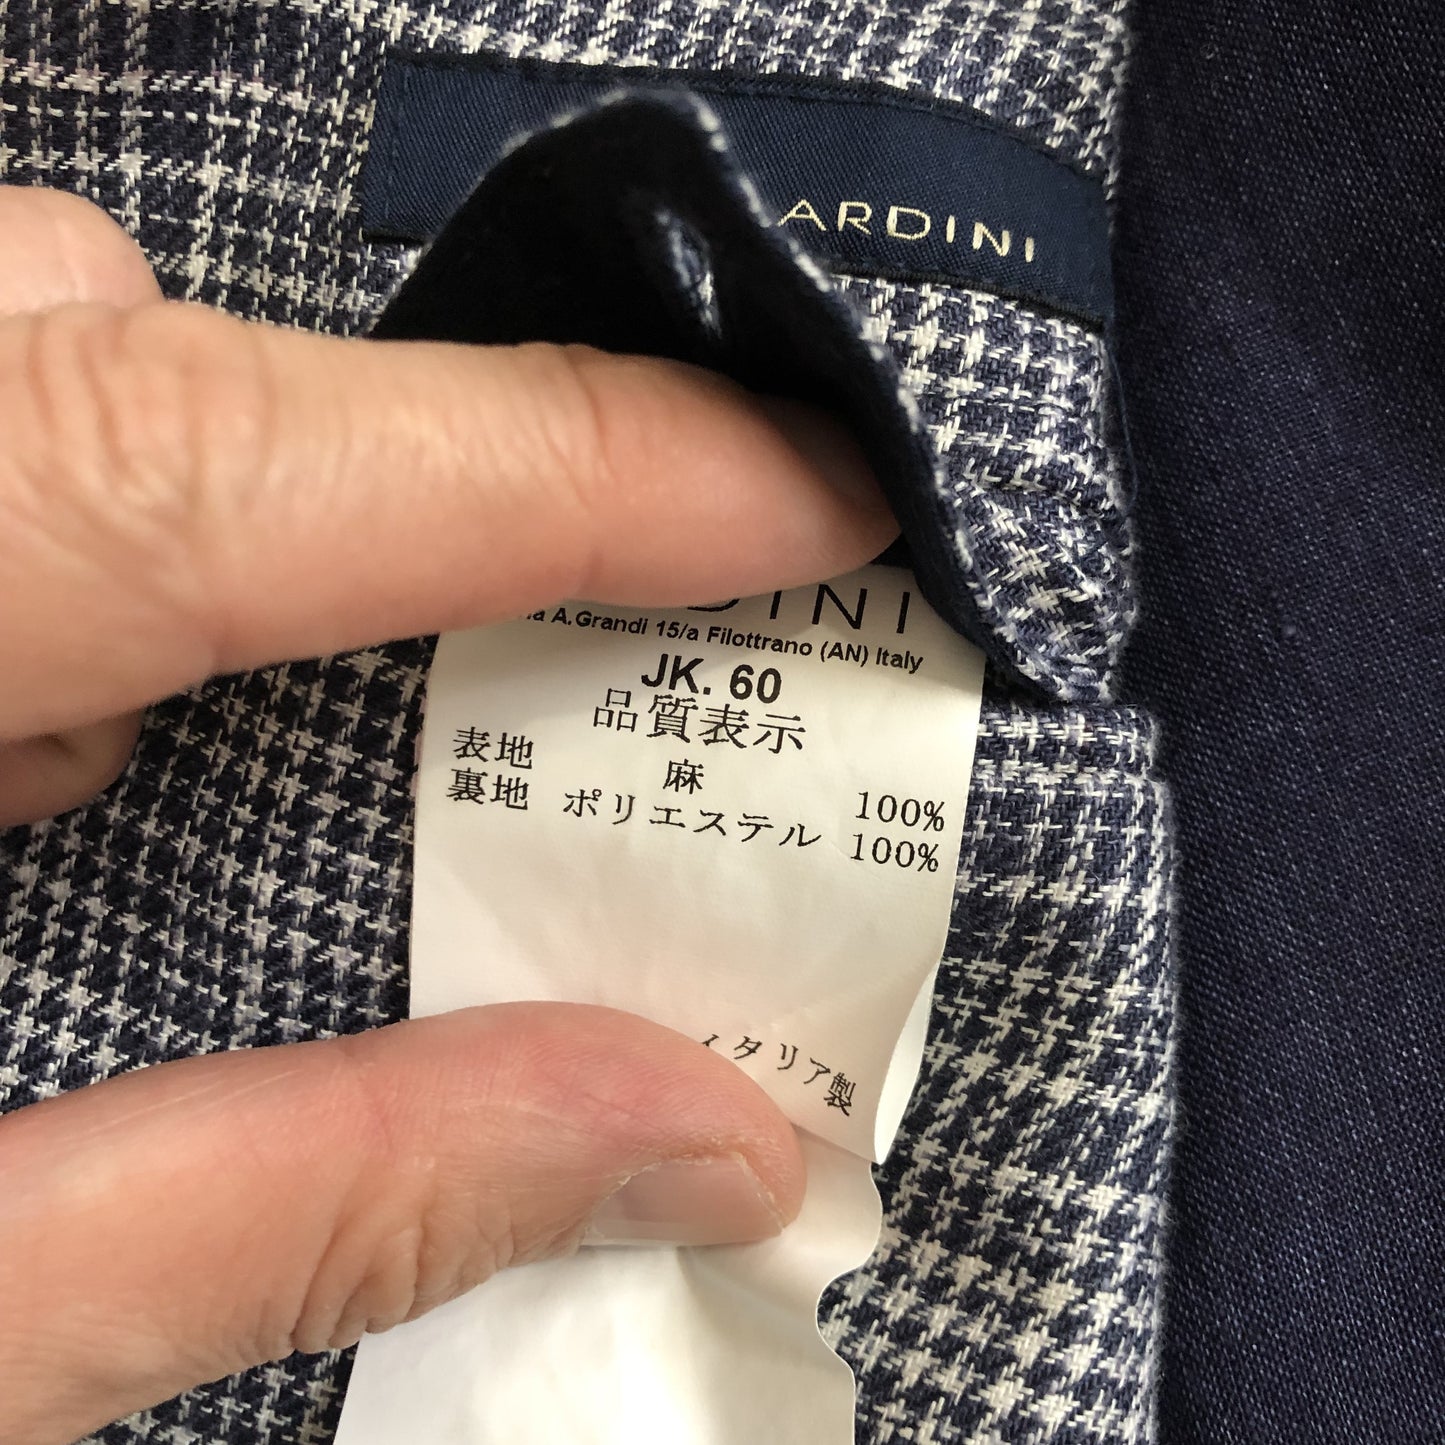 ARDINI
DINI
A.Grandi 15/a Filottrano (AN) Italy
JK. 60
品質表示
表地 麻 100%
裏地 ポリエステル 100%
イタリア製